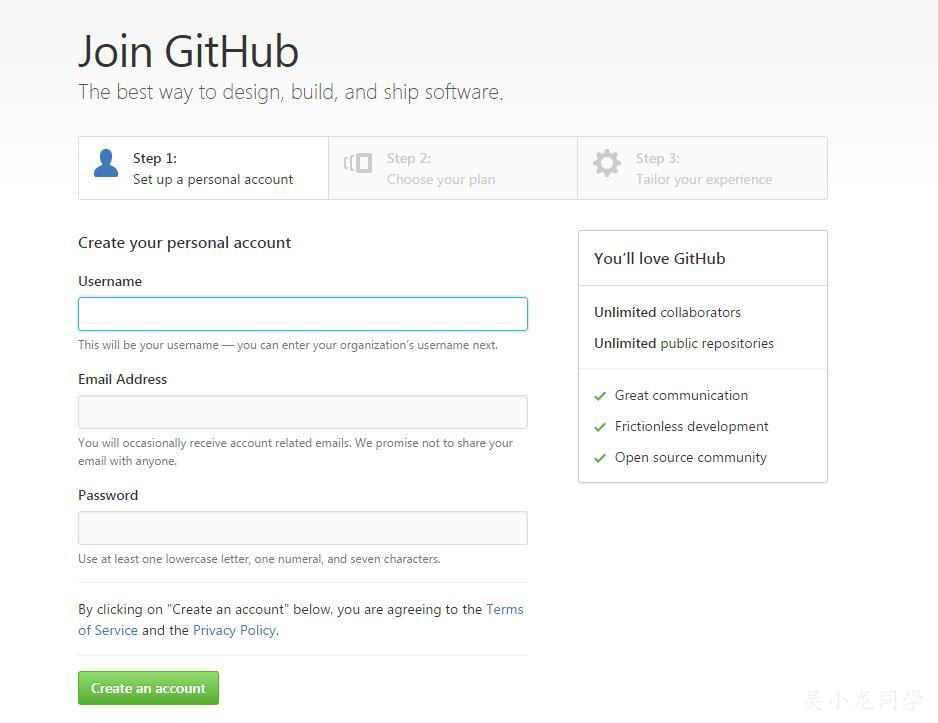 Join GitHub
The best way to design, build, and ship software.
Step 1:
Set up a personal account
Step 2:
Choose your plan
Step 3:
Tailor your experience
Create your personal account
Username
This will be your username — you can enter your organization's username next.
Email Address
You will occasionally receive account related emails. We promise not to share your
email with anyone.
Password
Use at least one lowercase letter, one numeral, and seven characters.
By clicking on "Create an account" below, you are agreeing to the Terms
of Service and the Privacy Policy.
Create an account
You'll love GitHub
Unlimited collaborators
Unlimited public repositories
Great communication
Frictionless development
Open source community
吴小龙同学